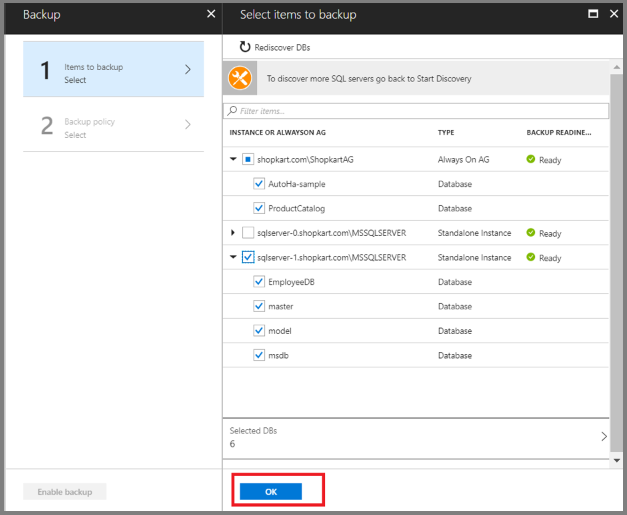 Backup
Select items to backup
1
Items to backup
Select
2
Backup policy
Select
Rediscover DBs
To discover more SQL servers go back to Start Discovery
Filter items...
INSTANCE OR ALWAYSON AG TYPE BACKUP READINE...
shopkart.com\ShopkartAG Always On AG Ready
AutoHa-sample Database
ProductCatalog Database
sqlserver-0.shopkart.com\MSSQLSERVER Standalone Instance Ready
sqlserver-1.shopkart.com\MSSQLSERVER Standalone Instance Ready
EmployeeDB Database
master Database
model Database
msdb Database
Selected DBs
6
Enable backup
OK